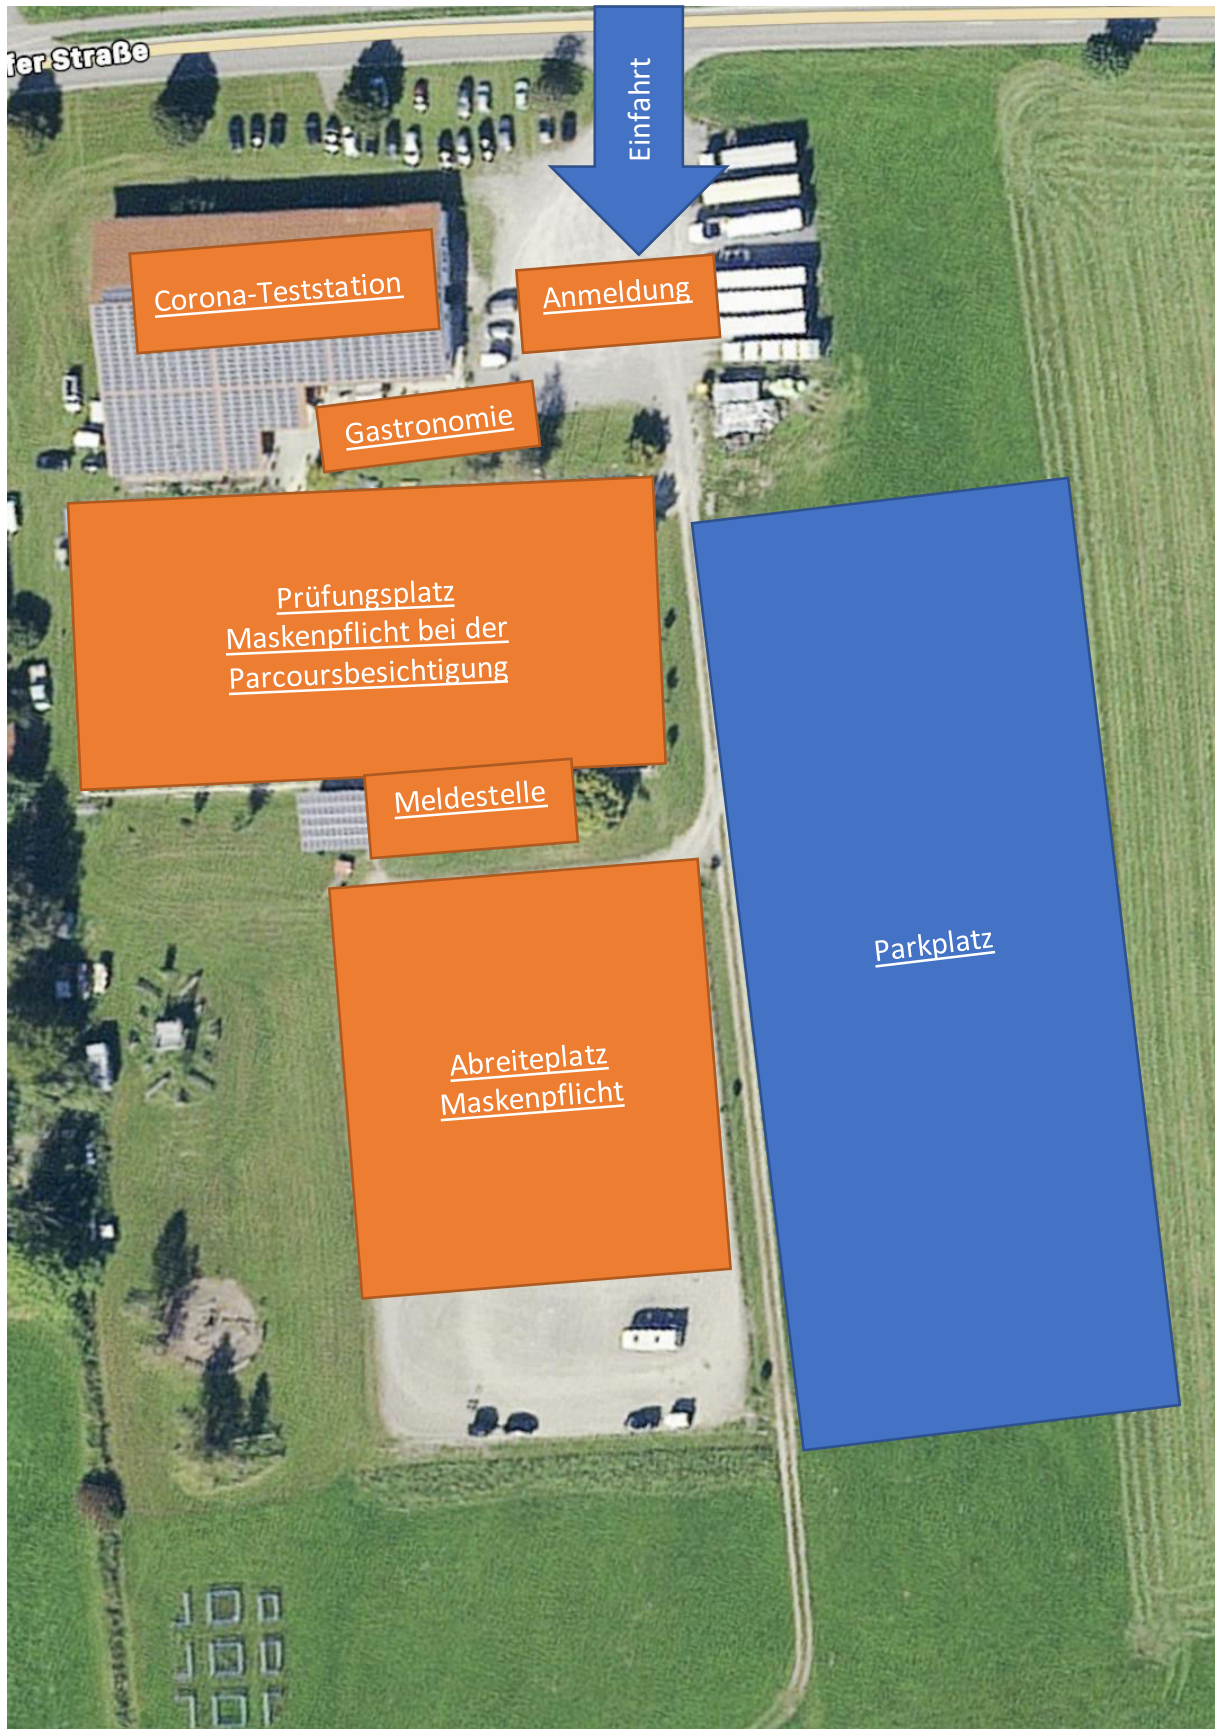 fer Straße
Einfahrt
Corona-Teststation
Anmeldung
Gastronomie
Prüfungsplatz
Maskenpflicht bei der
Parcoursbesichtigung
Meldestelle
Parkplatz
Abreiteplatz
Maskenpflicht